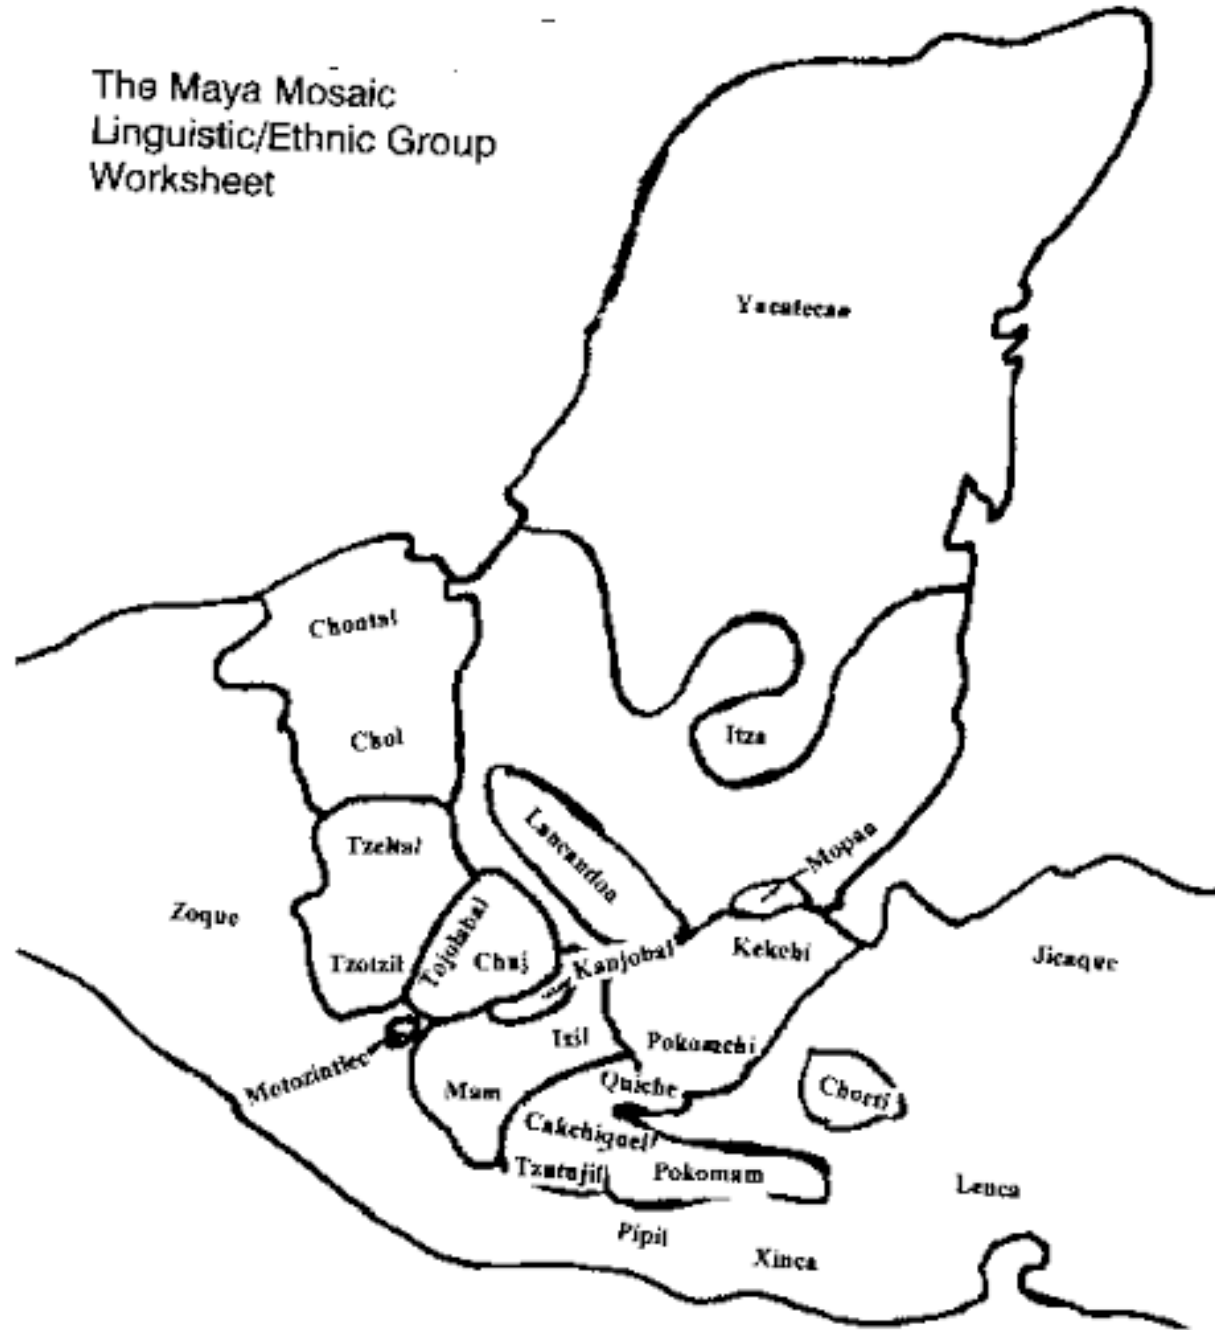 The Maya Mosaic
Linguistic/Ethnic Group
Worksheet
Yucatecan
Chontal
Chol
Itza
Lancandon
Tzeltal
Mopan
Zoque
Tojolabal
Tzotzil
Chuj
Kanjobal
Kekchi
Jicaque
Ixil
Pokomchi
Motozintlec
Mam
Quiche
Chorti
Cakchiquel
Tzutujil
Pokomam
Lenca
Pipil
Xinca